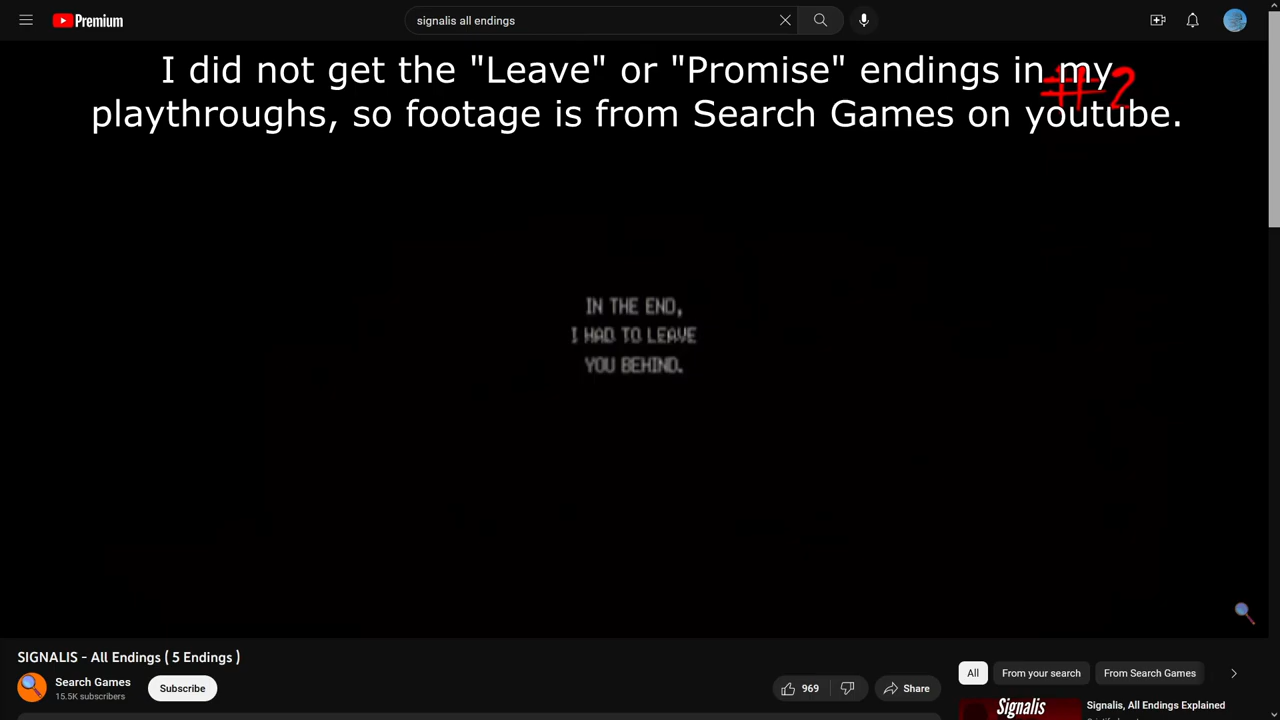 Premium
signalis all endings
I did not get the "Leave" or "Promise" endings in my
#2
playthroughs, so footage is from Search Games on youtube.
IN THE END,
I HAD TO LEAVE
YOU BEHIND.
SIGNALIS - All Endings ( 5 Endings )
Search Games
15.5K subscribers
Subscribe
969
Share
All
From your search
From Search Games
Signalis
Signalis, All Endings Explained